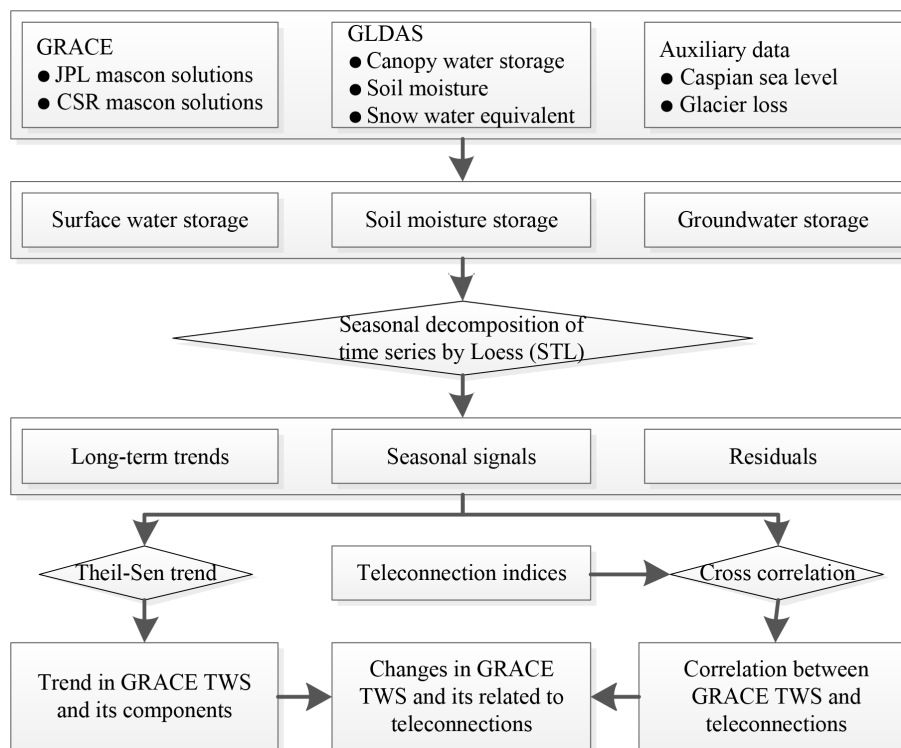 GRACE
● JPL mascon solutions
● CSR mascon solutions
GLDAS
● Canopy water storage
● Soil moisture
● Snow water equivalent
Auxiliary data
● Caspian sea level
● Glacier loss
Surface water storage
Soil moisture storage
Groundwater storage
Seasonal decomposition of
time series by Loess (STL)
Long-term trends
Seasonal signals
Residuals
Theil-Sen trend
Teleconnection indices
Cross correlation
Trend in GRACE TWS
and its components
Changes in GRACE
TWS and its related to
teleconnections
Correlation between
GRACE TWS and
teleconnections